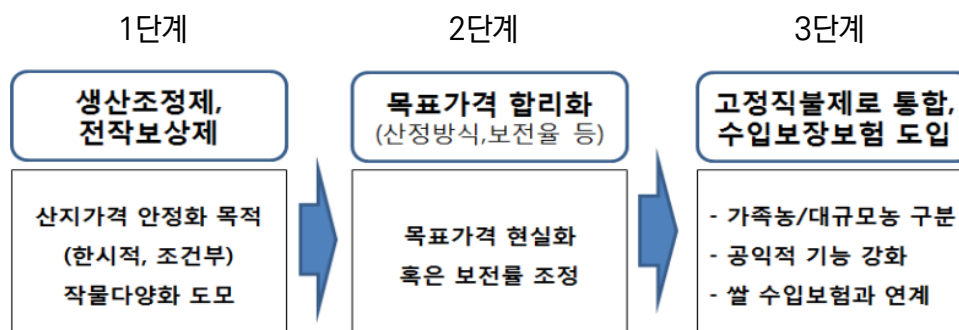 1단계
2단계
3단계
생산조정제,
전작보상제
목표가격 합리화
(산정방식,보전율 등)
고정직불제로 통합,
수입보장보험 도입
산지가격 안정화 목적
(한시적, 조건부)
작물다양화 도모
목표가격 현실화
혹은 보전률 조정
- 가족농/대규모농 구분
- 공익적 기능 강화
- 쌀 수입보험과 연계